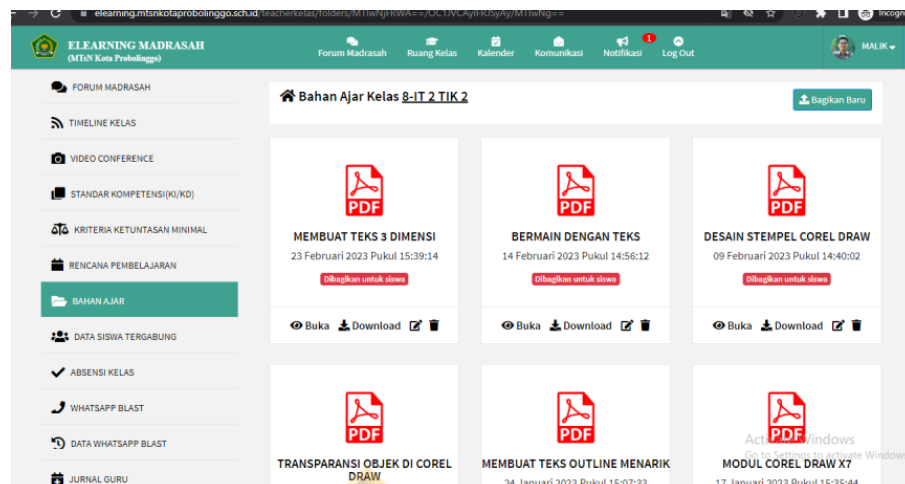 elearning.mtsnkotaprobolinggo.sch.id/teacherkelas/folders/
Incogn
ELEARNING MADRASAH
(MTsN Kota Probolinggo)
Forum Madrasah
Ruang Kelas
Kalender
Komunikasi
1
Notifikasi
Log Out
MALIK
FORUM MADRASAH
TIMELINE KELAS
VIDEO CONFERENCE
STANDAR KOMPETENSI(KI/KD)
KRITERIA KETUNTASAN MINIMAL
RENCANA PEMBELAJARAN
BAHAN AJAR
DATA SISWA TERGABUNG
ABSENSI KELAS
WHATSAPP BLAST
DATA WHATSAPP BLAST
JURNAL GURU
Bahan Ajar Kelas 8-IT 2 TIK 2
Bagikan Baru
PDF
MEMBUAT TEKS 3 DIMENSI
23 Februari 2023 Pukul 15:39:14
Dibagikan untuk siswa
Buka Download
PDF
BERMAIN DENGAN TEKS
14 Februari 2023 Pukul 14:56:12
Dibagikan untuk siswa
Buka Download
PDF
DESAIN STEMPEL COREL DRAW
09 Februari 2023 Pukul 14:40:02
Dibagikan untuk siswa
Buka Download
PDF
TRANSPARANSI OBJEK DI COREL
DRAW
PDF
MEMBUAT TEKS OUTLINE MENARIK
24 Januari 2023 Pukul 15:07:33
PDF
MODUL COREL DRAW X7
17 Januari 2023 Pukul 15:35:44
Activate Windows
Go to Settings to activate Windows